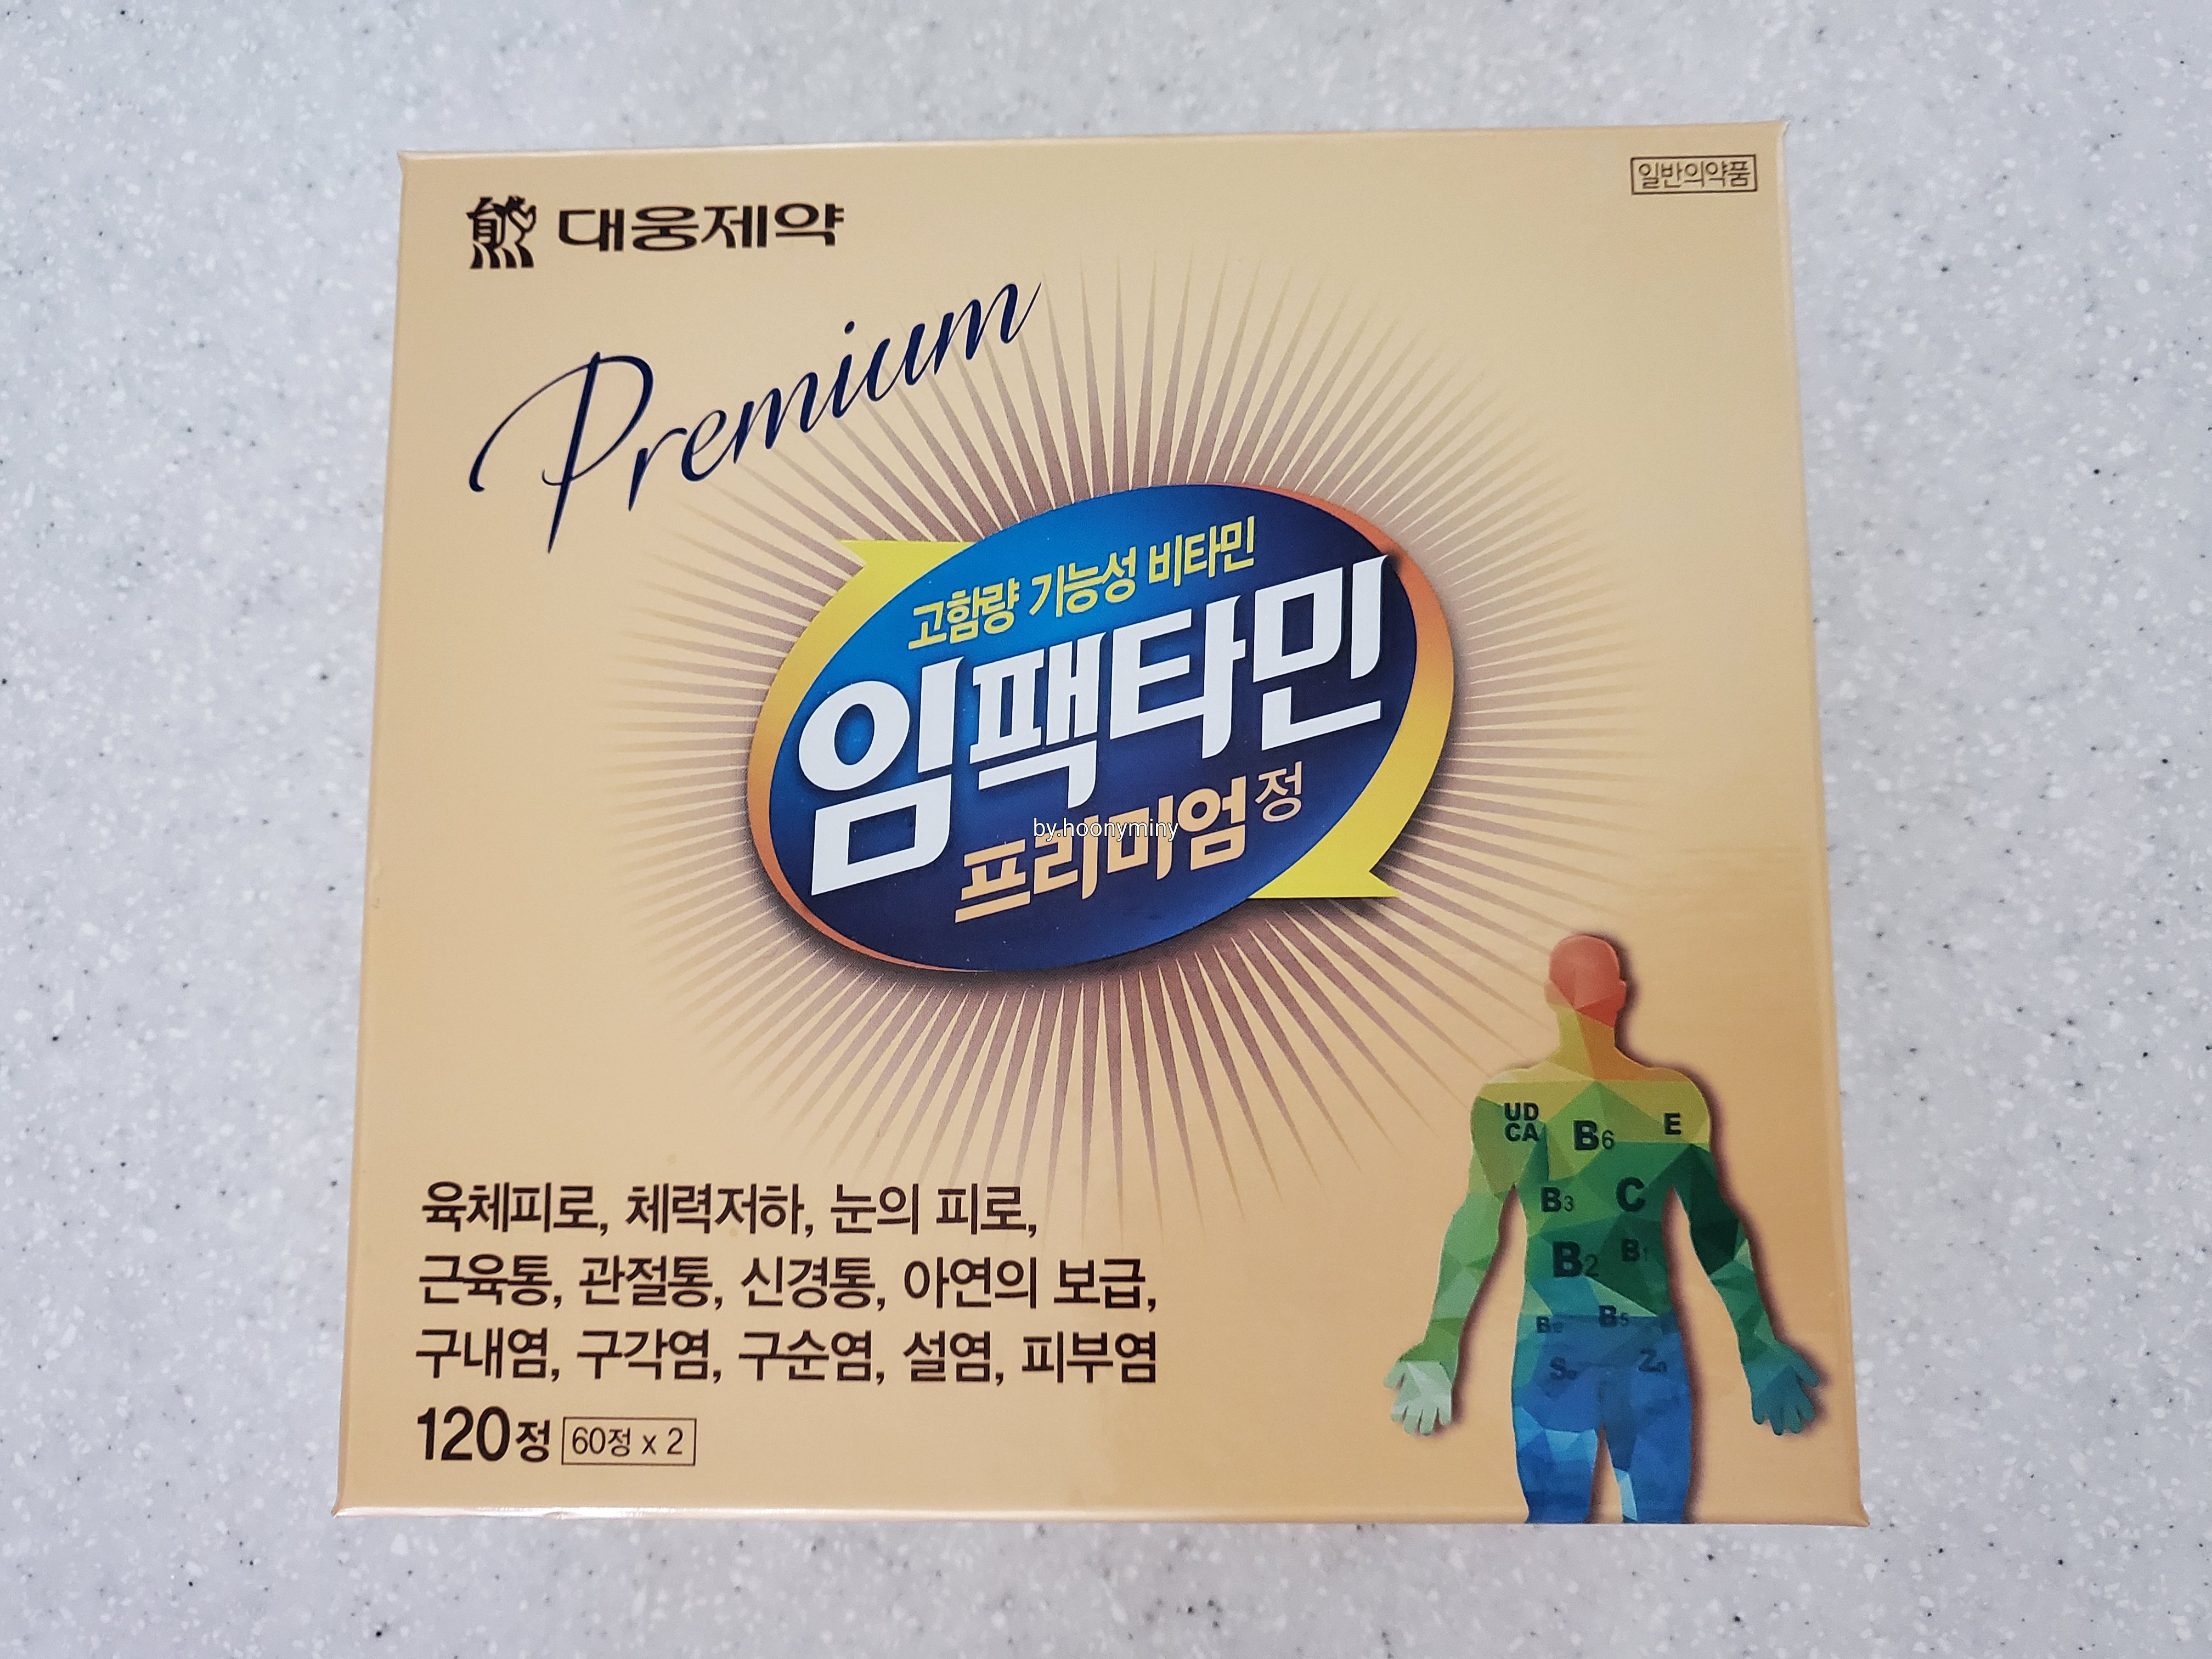 대웅제약
일반의약품
Premium
고함량 기능성 비타민
임팩타민
프리미엄정
by.hoonyminy
UD
CA
B6
E
B3
C
B2
B1
B5
육체피로, 체력저하, 눈의 피로,
근육통, 관절통, 신경통, 아연의 보급,
구내염, 구각염, 구순염, 설염, 피부염
120정 60정 x 2